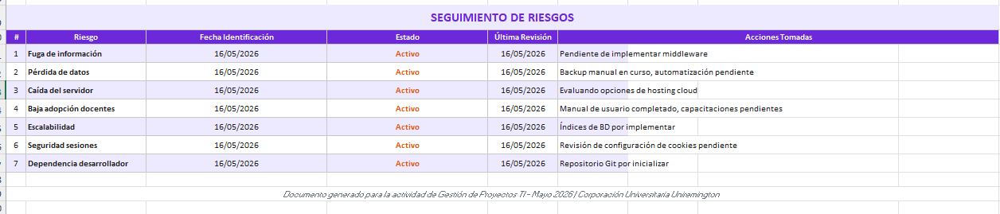 SEGUIMIENTO DE RIESGOS
# Riesgo Fecha Identificación Estado Última Revisión Acciones Tomadas
1 Fuga de información 16/05/2026 Activo 16/05/2026 Pendiente de implementar middleware
2 Pérdida de datos 16/05/2026 Activo 16/05/2026 Backup manual en curso, automatización pendiente
3 Caída del servidor 16/05/2026 Activo 16/05/2026 Evaluando opciones de hosting cloud
4 Baja adopción docentes 16/05/2026 Activo 16/05/2026 Manual de usuario completado, capacitaciones pendientes
5 Escalabilidad 16/05/2026 Activo 16/05/2026 Índices de BD por implementar
6 Seguridad sesiones 16/05/2026 Activo 16/05/2026 Revisión de configuración de cookies pendiente
7 Dependencia desarrollador 16/05/2026 Activo 16/05/2026 Repositorio Git por inicializar
Documento generado para la actividad de Gestión de Proyectos TI - Mayo 2026 | Corporación Universitaria Uniremington